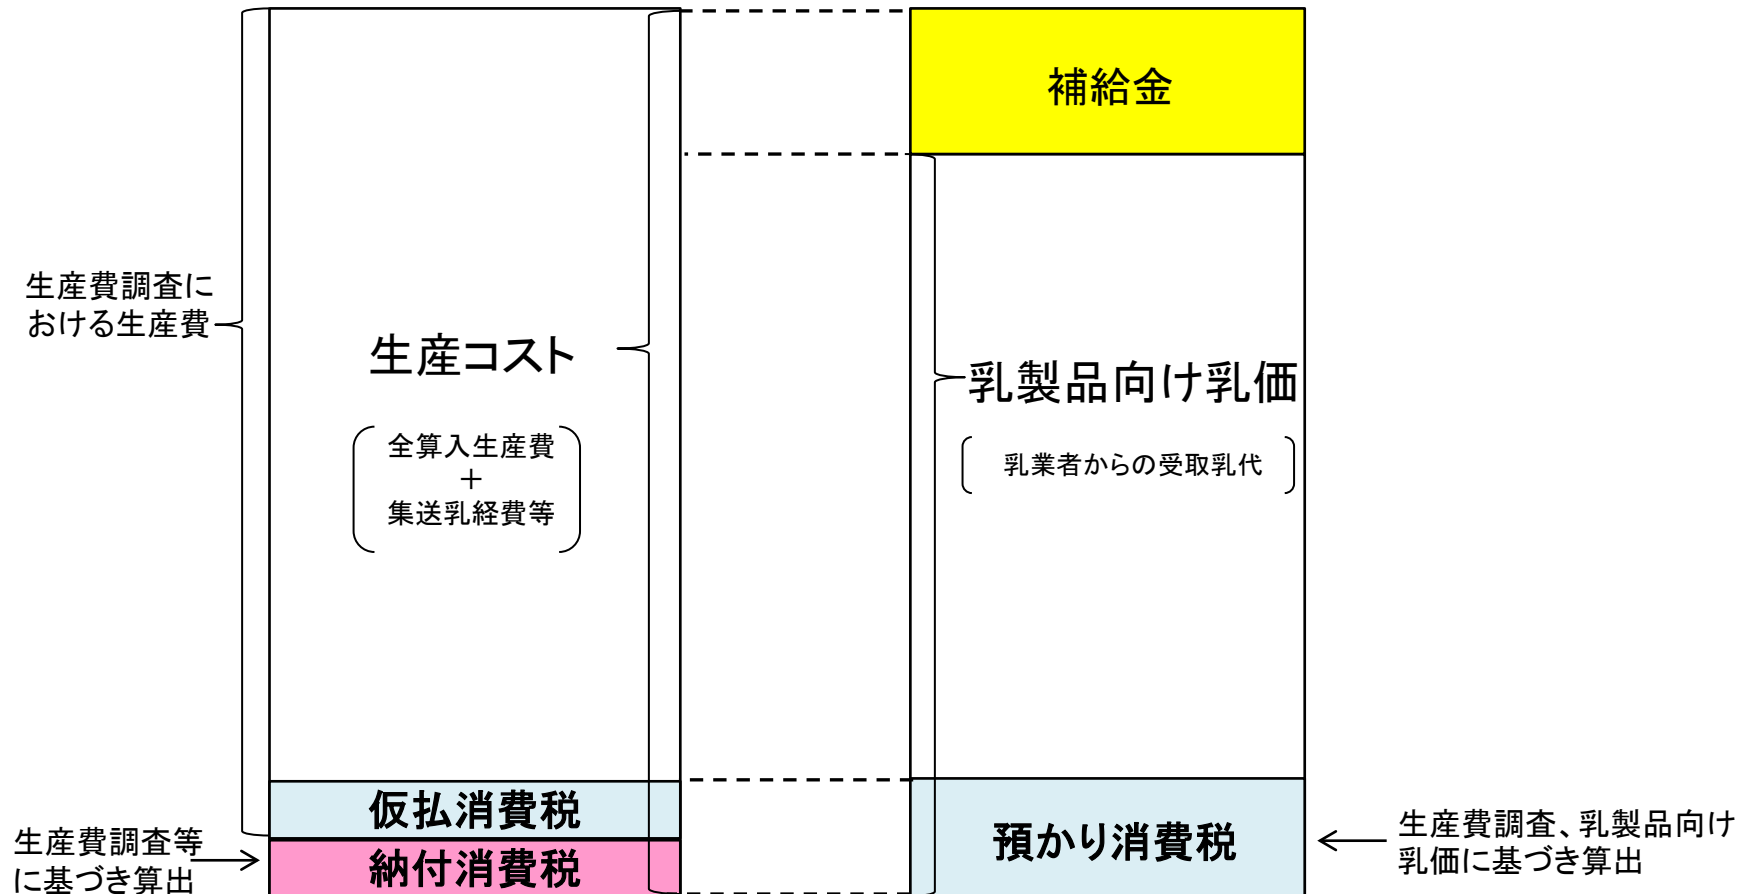 補給金
生産費調査に
おける生産費
生産コスト
全算入生産費
＋
集送乳経費等
乳製品向け乳価
乳業者からの受取乳代
仮払消費税
納付消費税
生産費調査等
に基づき算出
預かり消費税
生産費調査、乳製品向け
乳価に基づき算出